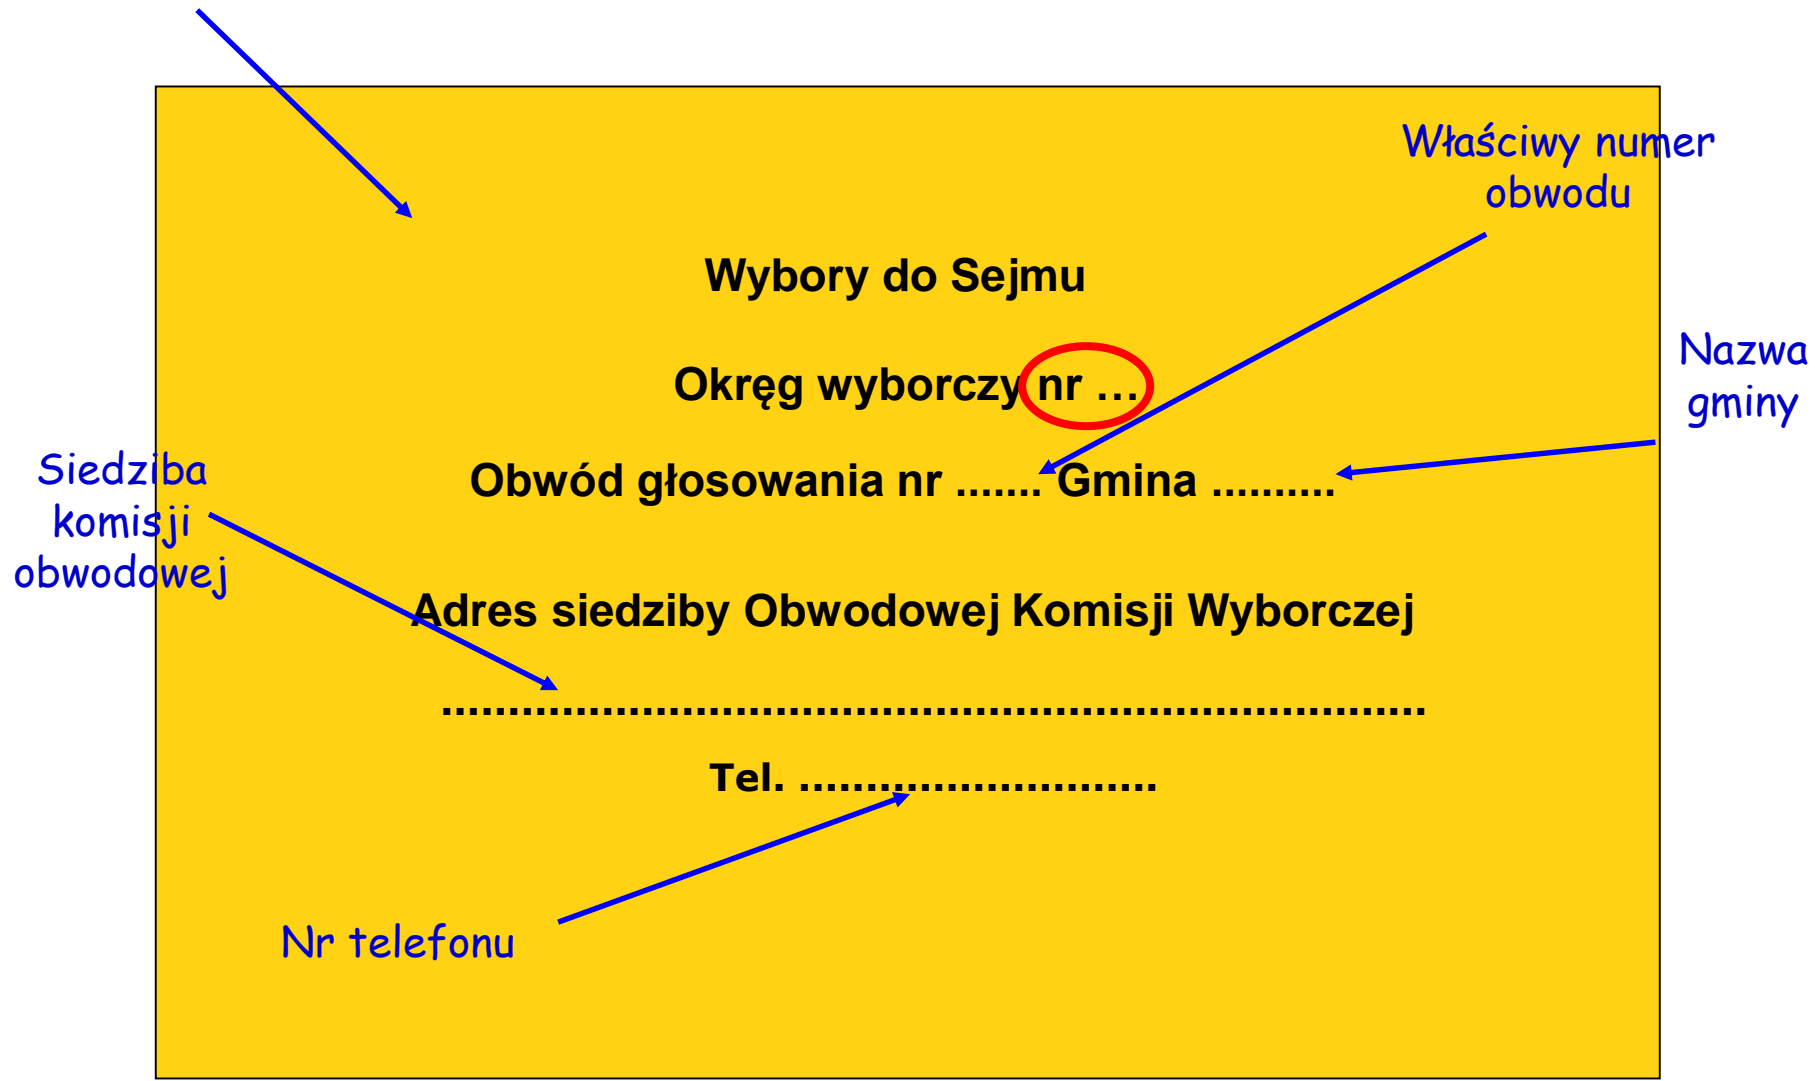 Właściwy numer
obwodu
Wybory do Sejmu
Nazwa
gminy
Okręg wyborczy nr …
Siedziba
komisji
obwodowej
Obwód głosowania nr ....... Gmina ..........
Adres siedziby Obwodowej Komisji Wyborczej
..........................................................................
Tel. ...........................
Nr telefonu